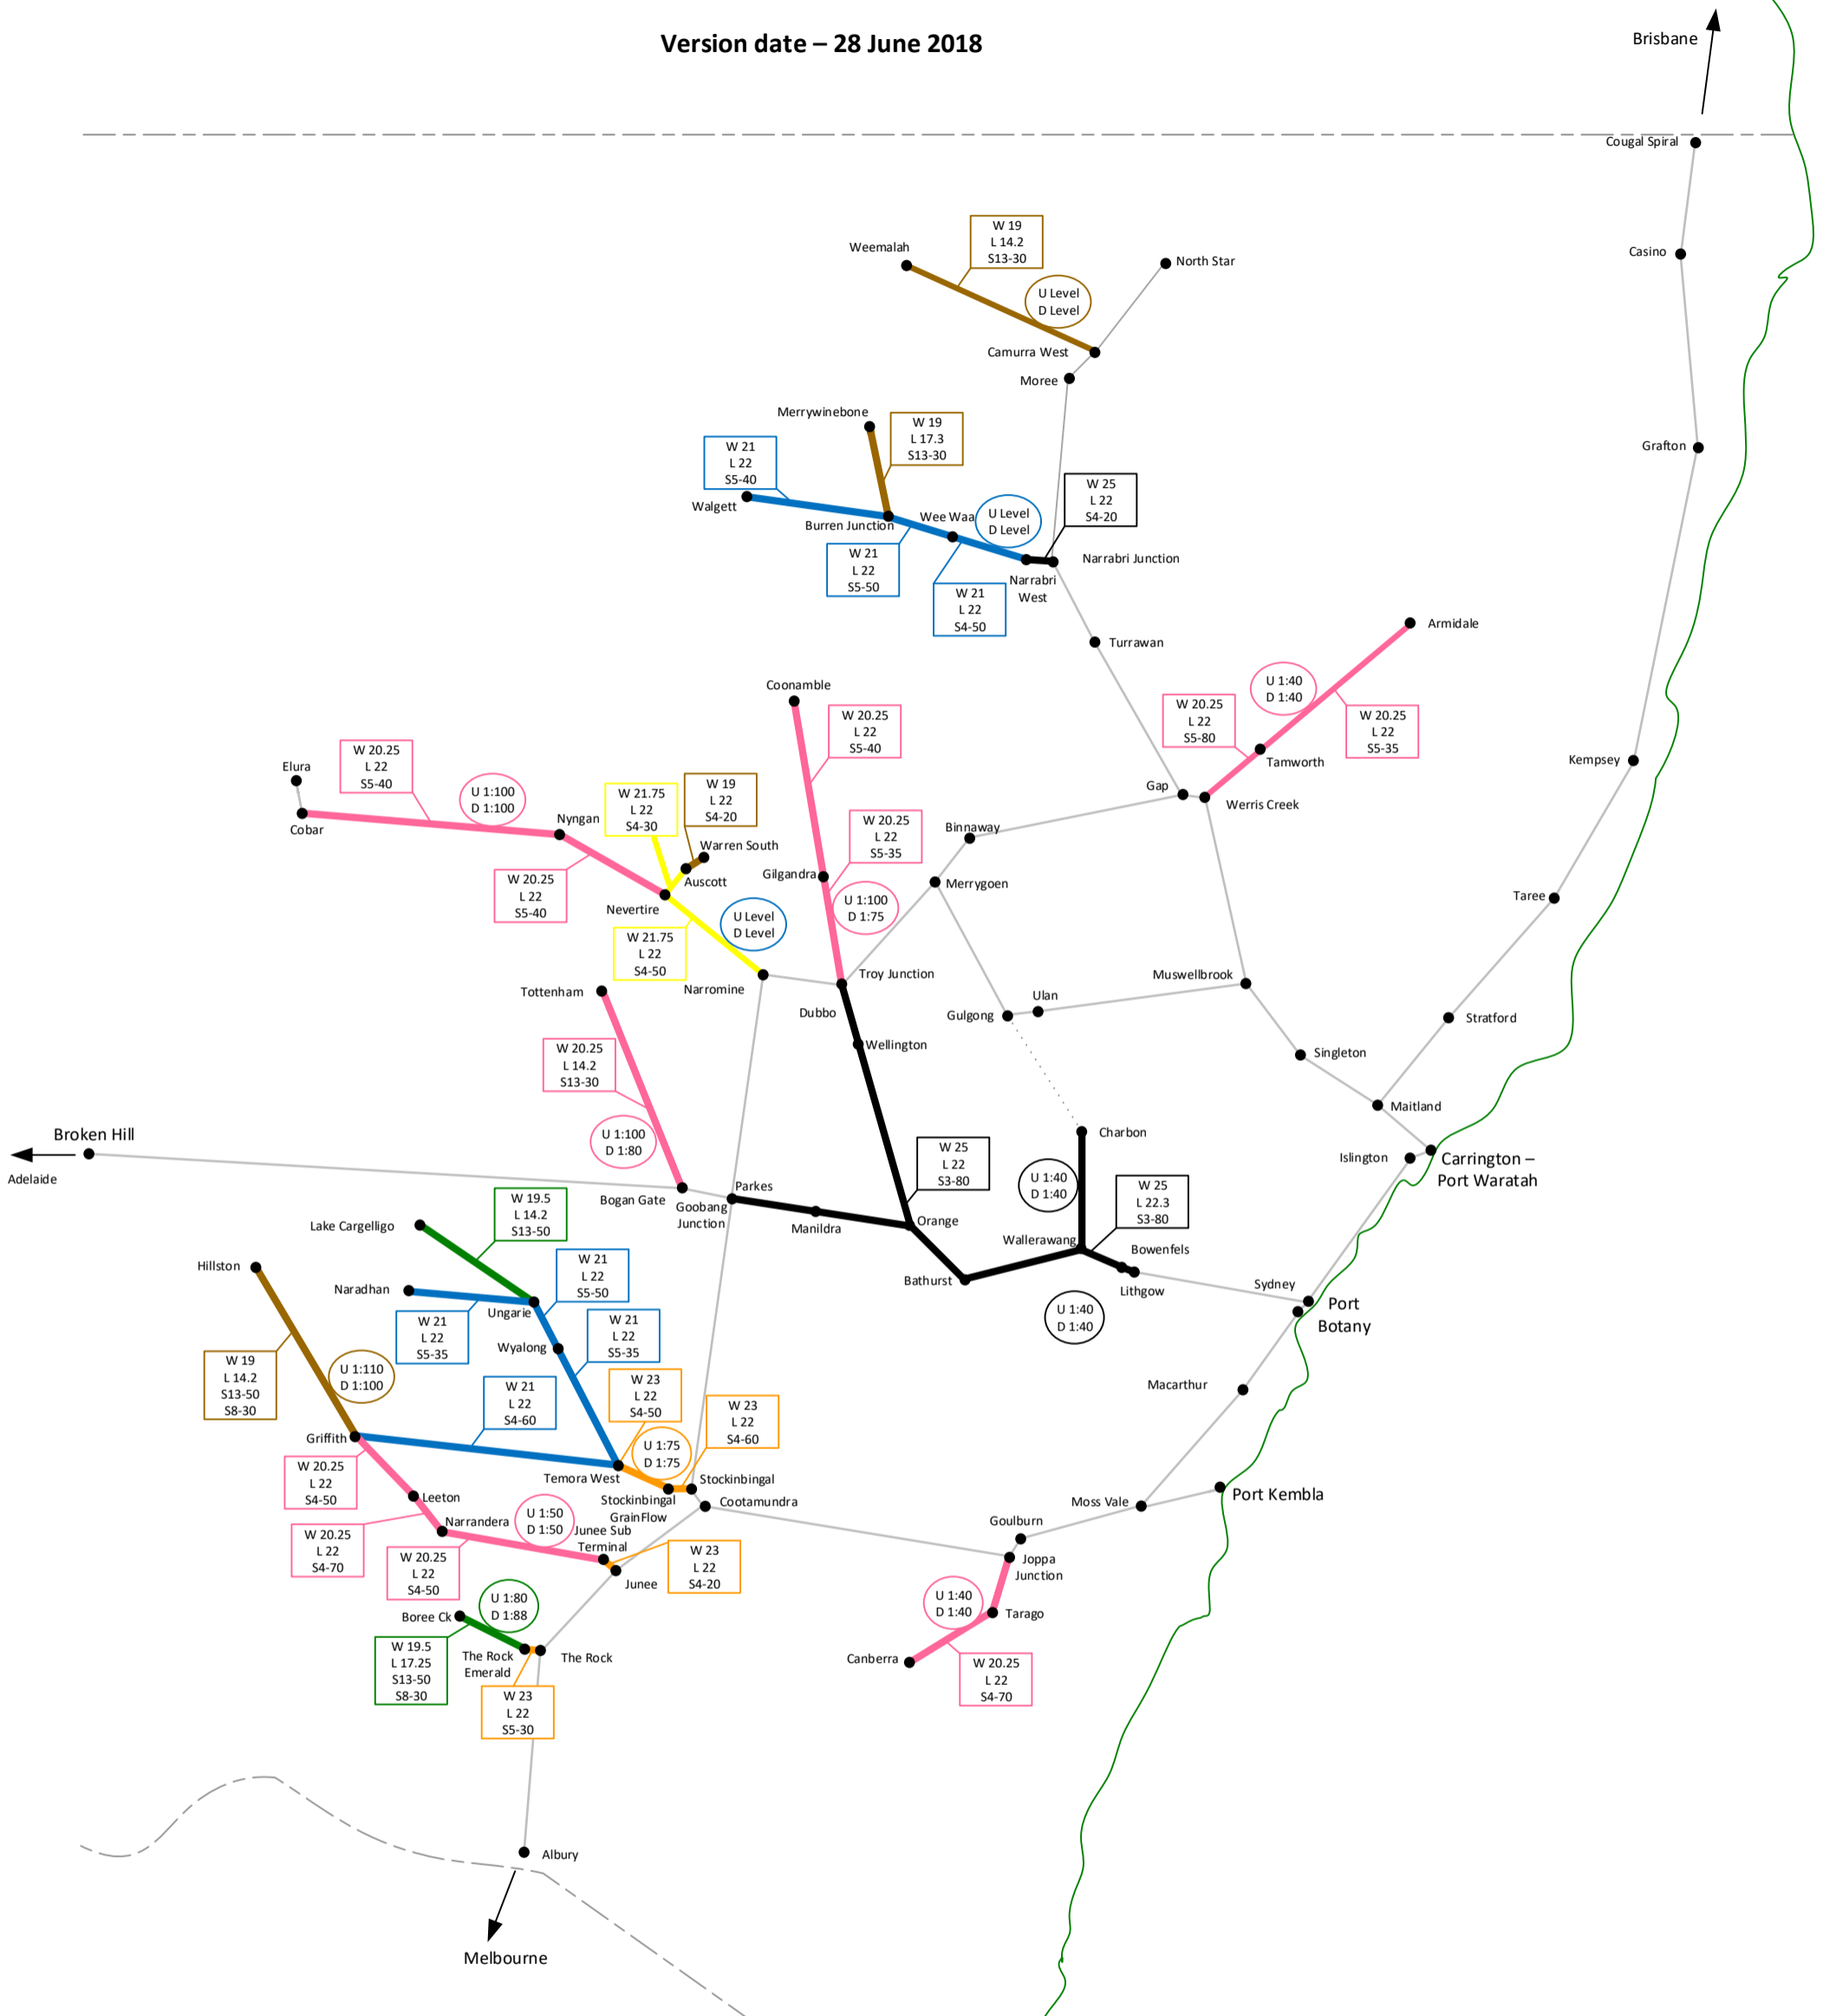 Version date – 28 June 2018
Brisbane
Cougal Spiral
Casino
Grafton
Weemalah
W 19
L 14.2
S13-30
U Level
D Level
North Star
Camurra West
Moree
Merrywinebone
W 19
L 17.3
S13-30
W 21
L 22
S5-40
Walgett
Burren Junction
Wee Waa
U Level
D Level
W 25
L 22
S4-20
W 21
L 22
S5-50
Narrabri Junction
Narrabri
West
W 21
L 22
S4-50
Turrawan
Armidale
U 1:40
D 1:40
W 20.25
L 22
S5-80
W 20.25
L 22
S5-35
Tamworth
Coonamble
W 20.25
L 22
S5-40
Kempsey
Elura
W 20.25
L 22
S5-40
U 1:100
D 1:100
Cobar
Nyngan
W 21.75
L 22
S4-30
W 19
L 22
S4-20
Gap
Werris Creek
W 20.25
L 22
S5-35
Binnaway
Warren South
Auscott
Gilgandra
Merrygoen
W 20.25
L 22
S5-40
Nevertire
U 1:100
D 1:75
U Level
D Level
W 21.75
L 22
S4-50
Taree
Troy Junction
Muswellbrook
Tottenham
Narromine
Dubbo
Ulan
Gulgong
Stratford
Wellington
Singleton
W 20.25
L 14.2
S13-30
Maitland
U 1:100
D 1:80
Broken Hill
Adelaide
Charbon
Islington
Carrington –
Port Waratah
W 25
L 22
S3-80
U 1:40
D 1:40
W 25
L 22.3
S3-80
Bogan Gate
Parkes
Goobang
Junction
Manildra
Orange
W 19.5
L 14.2
S13-50
Lake Cargelligo
Wallerawang
Bowenfels
Hillston
W 21
L 22
S5-50
Naradhan
Bathurst
Lithgow
Sydney
Port
Botany
Ungarie
W 21
L 22
S5-35
W 21
L 22
S5-35
U 1:40
D 1:40
Wyalong
W 19
L 14.2
S13-50
S8-30
U 1:110
D 1:100
W 21
L 22
S4-60
W 23
L 22
S4-50
W 23
L 22
S4-60
Macarthur
Griffith
U 1:75
D 1:75
W 20.25
L 22
S4-50
Temora West
Stockinbingal
Stockinbingal
GrainFlow
Cootamundra
Leeton
Moss Vale
Port Kembla
Narrandera
U 1:50
D 1:50
Junee Sub
Terminal
Goulburn
W 20.25
L 22
S4-70
W 20.25
L 22
S4-50
W 23
L 22
S4-20
Joppa
Junction
Junee
U 1:80
D 1:88
U 1:40
D 1:40
Boree Ck
Tarago
W 19.5
L 17.25
S13-50
S8-30
The Rock
Emerald
The Rock
Canberra
W 20.25
L 22
S4-70
W 23
L 22
S5-30
Albury
Melbourne